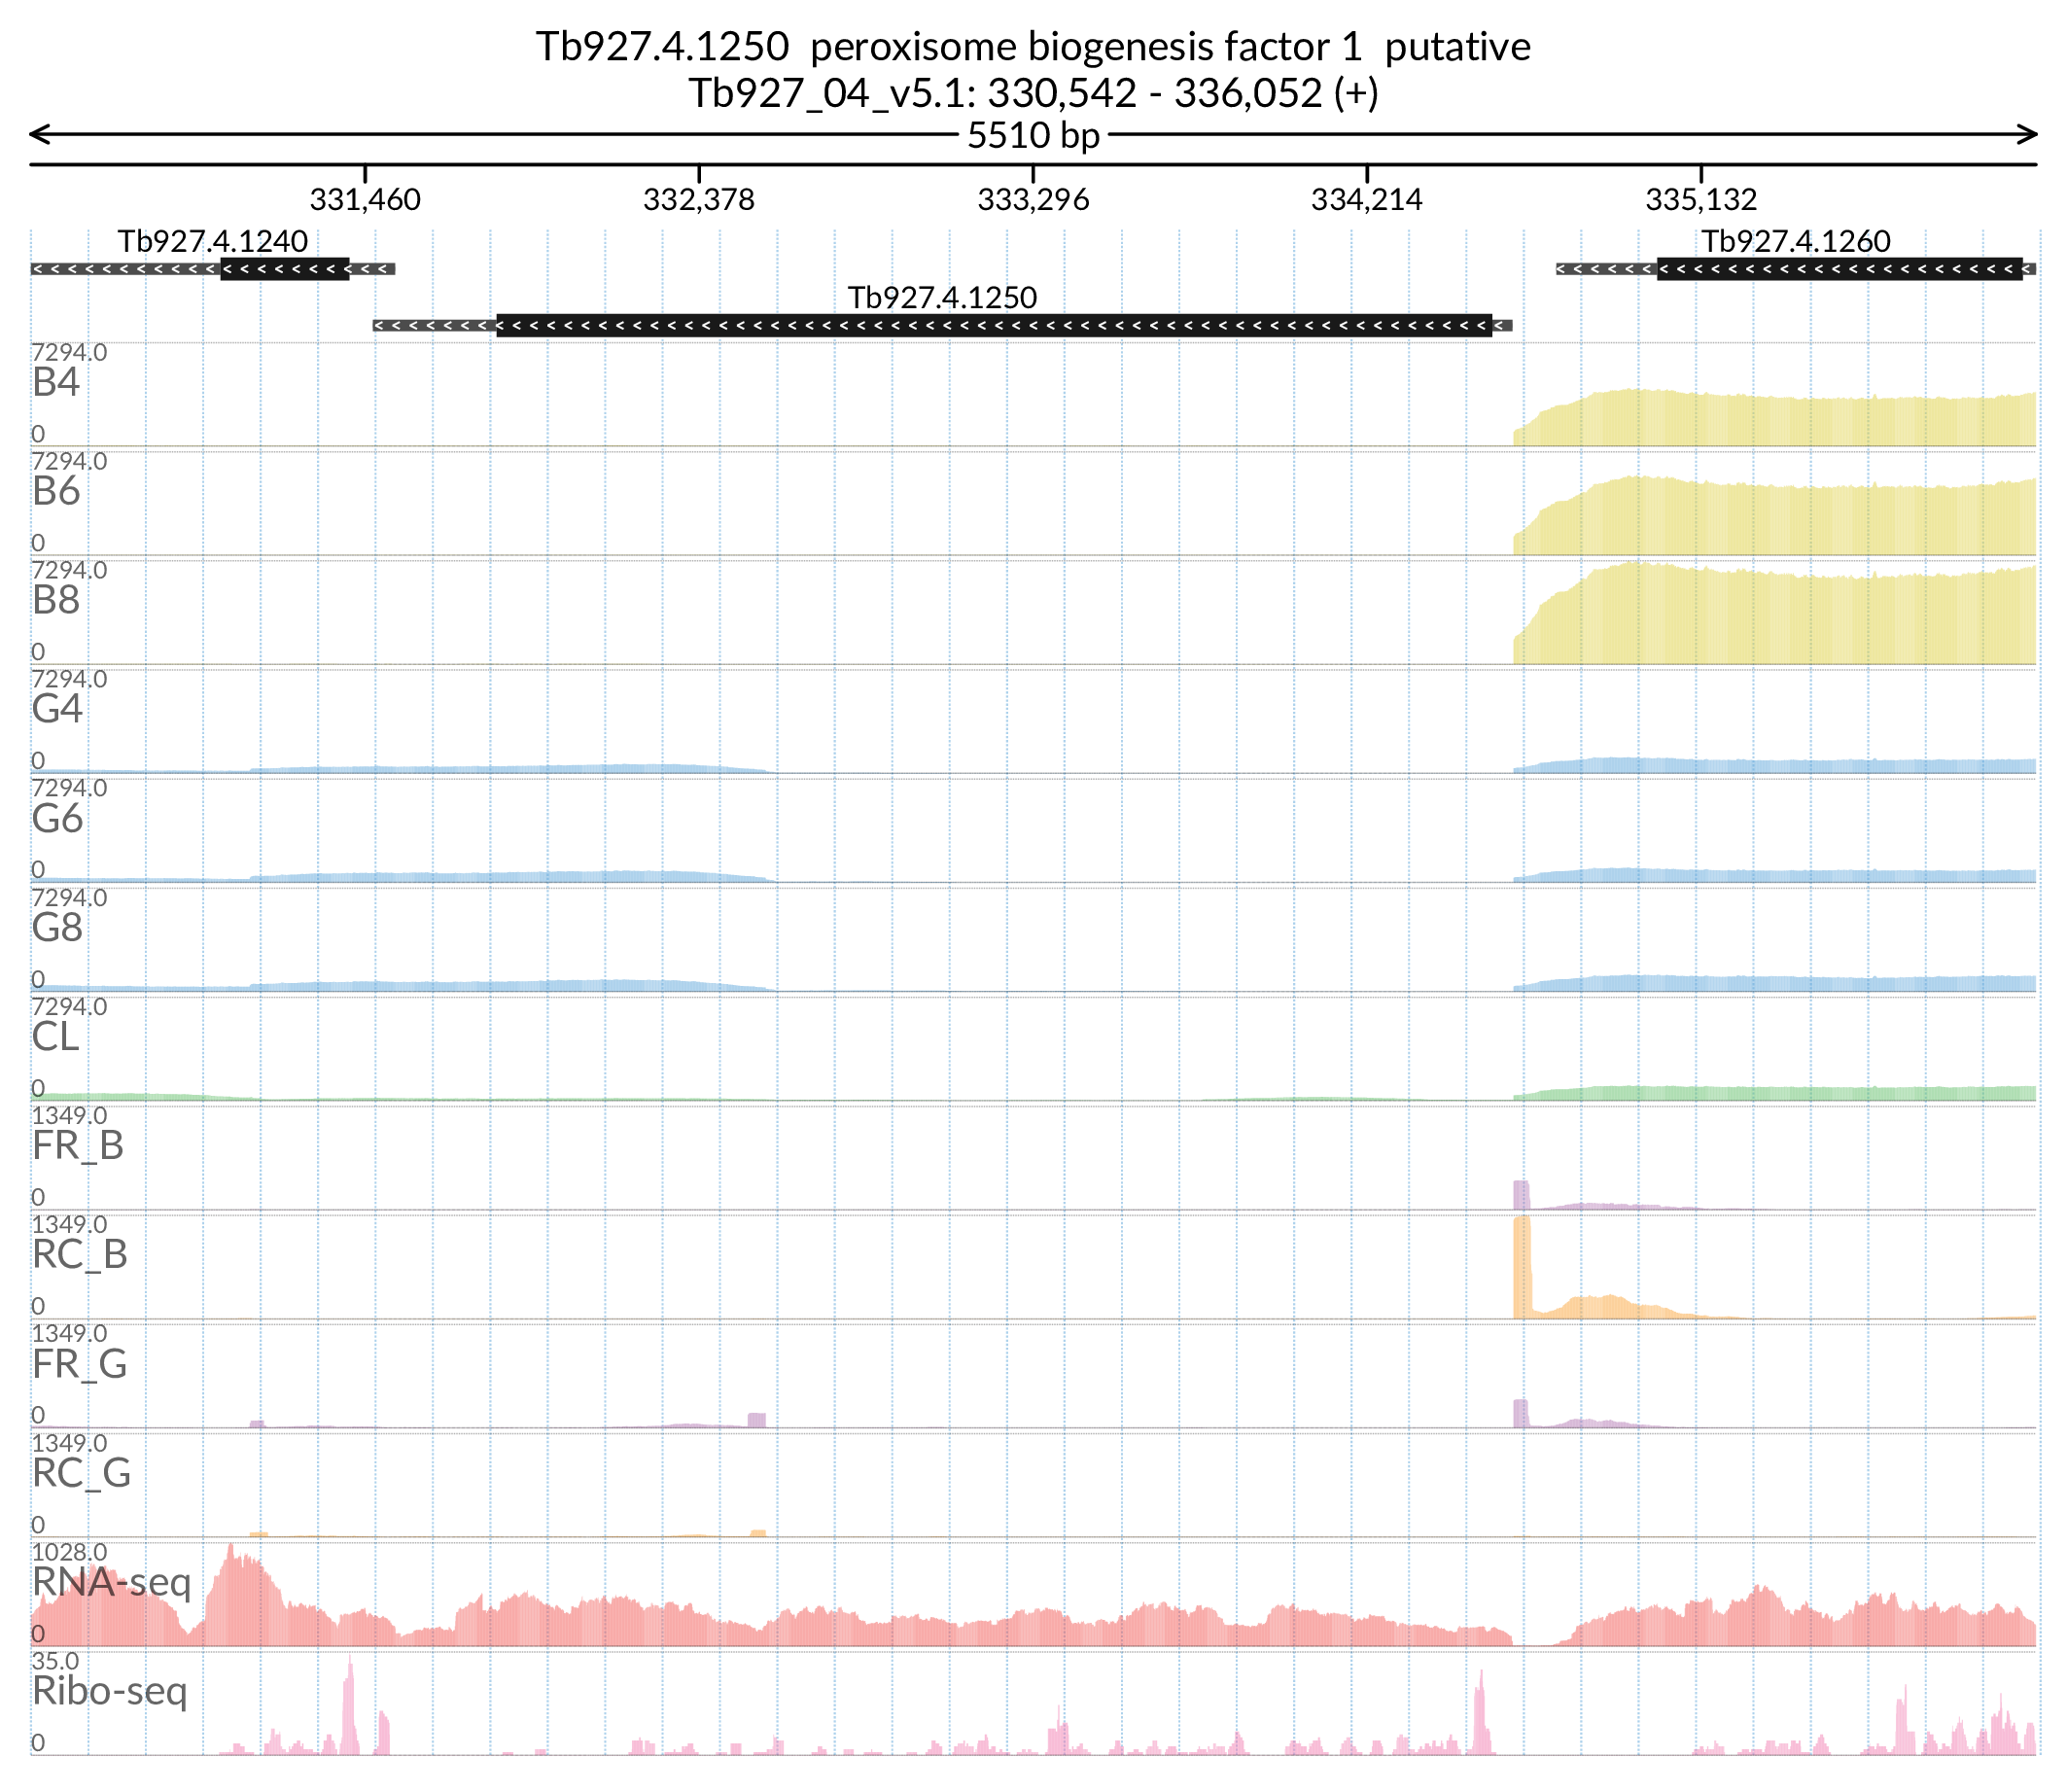 Tb927.4.1250  peroxisome biogenesis factor 1  putative
Tb927_04_v5.1: 330,542 - 336,052 (+)
5510 bp
331,460 332,378 333,296 334,214 335,132
Tb927.4.1240 Tb927.4.1260
Tb927.4.1250
7294.0
B4
0
7294.0
B6
0
7294.0
B8
0
7294.0
G4
0
7294.0
G6
0
7294.0
G8
0
7294.0
CL
0
1349.0
FR_B
0
1349.0
RC_B
0
1349.0
FR_G
0
1349.0
RC_G
0
1028.0
RNA-seq
0
35.0
Ribo-seq
0